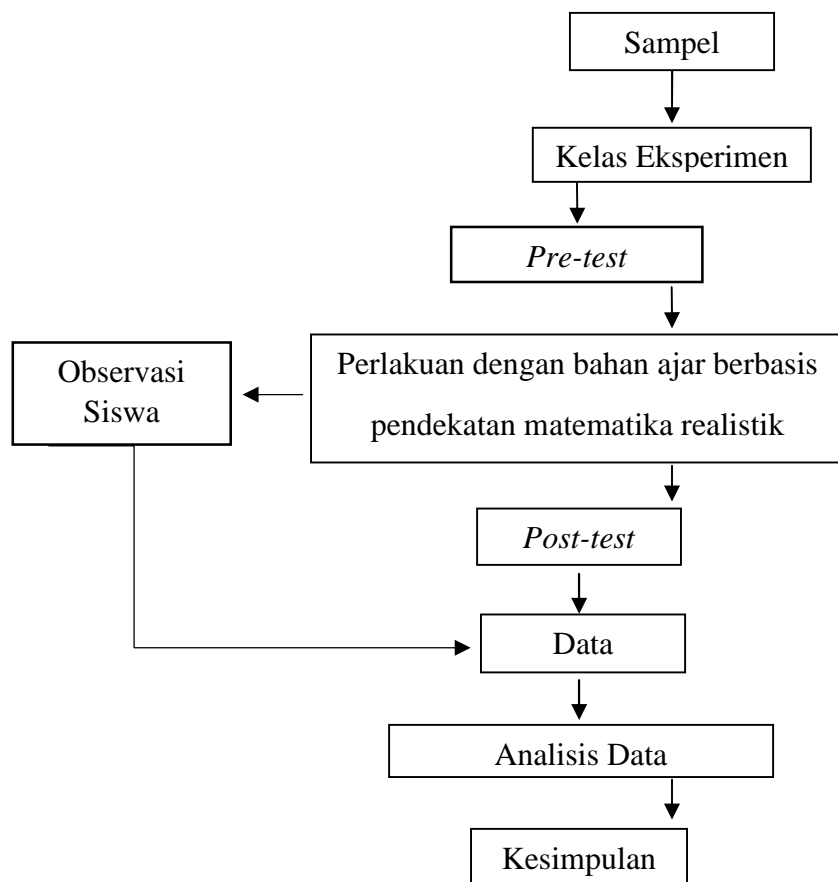 Sampel
Kelas Eksperimen
Pre-test
Perlakuan dengan bahan ajar berbasis
pendekatan matematika realistik
Observasi
Siswa
Post-test
Data
Analisis Data
Kesimpulan